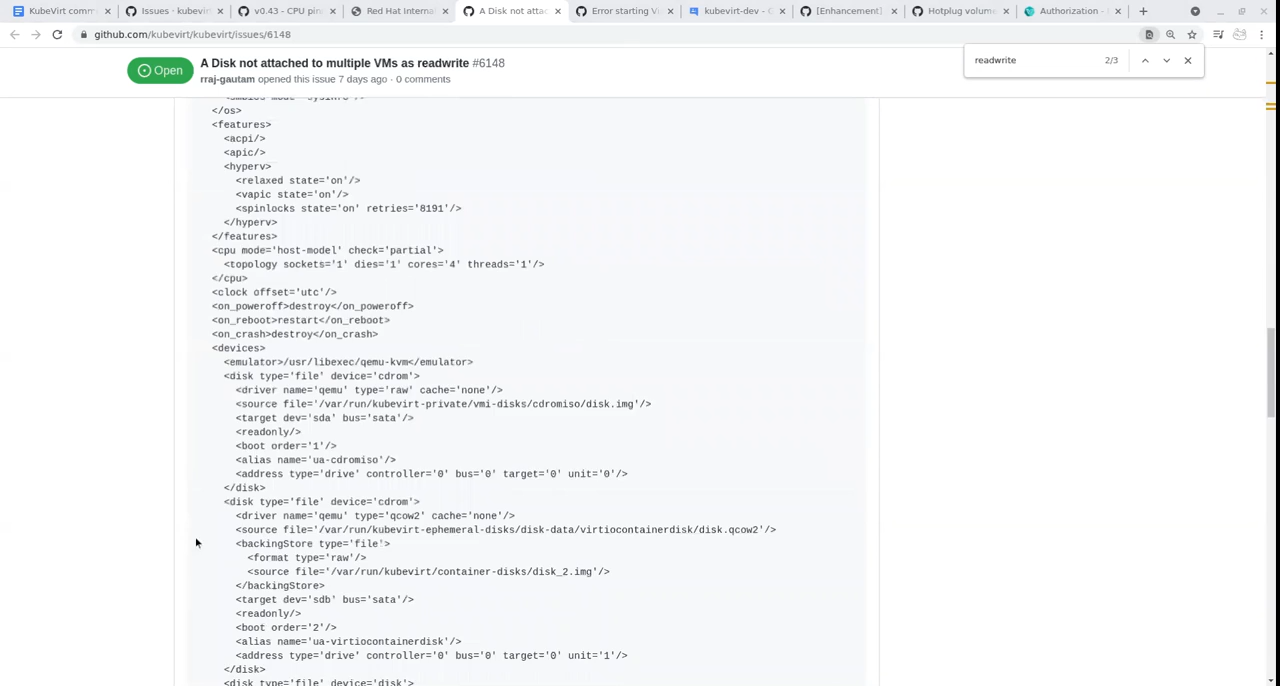 KubeVirt comm
Issues · kubevir
v0.43 - CPU pin
Red Hat Interna
A Disk not attac
Error starting V
kubevirt-dev - G
[Enhancement]
Hotplug volume
Authorization -
github.com/kubevirt/kubevirt/issues/6148
readwrite 2/3
Open
A Disk not attached to multiple VMs as readwrite #6148
rraj-gautam opened this issue 7 days ago · 0 comments
</os>
<features>
<acpi/>
<apic/>
<hyperv>
<relaxed state='on'/>
<vapic state='on'/>
<spinlocks state='on' retries='8191'/>
</hyperv>
</features>
<cpu mode='host-model' check='partial'>
<topology sockets='1' dies='1' cores='4' threads='1'/>
</cpu>
<clock offset='utc'/>
<on_poweroff>destroy</on_poweroff>
<on_reboot>restart</on_reboot>
<on_crash>destroy</on_crash>
<devices>
<emulator>/usr/libexec/qemu-kvm</emulator>
<disk type='file' device='cdrom'>
<driver name='qemu' type='raw' cache='none'/>
<source file='/var/run/kubevirt-private/vmi-disks/cdromiso/disk.img'/>
<target dev='sda' bus='sata'/>
<readonly/>
<boot order='1'/>
<alias name='ua-cdromiso'/>
<address type='drive' controller='0' bus='0' target='0' unit='0'/>
</disk>
<disk type='file' device='cdrom'>
<driver name='qemu' type='qcow2' cache='none'/>
<source file='/var/run/kubevirt-ephemeral-disks/disk-data/virtiocontainerdisk/disk.qcow2'/>
<backingStore type='file'>
<format type='raw'/>
<source file='/var/run/kubevirt/container-disks/disk_2.img'/>
</backingStore>
<target dev='sdb' bus='sata'/>
<readonly/>
<boot order='2'/>
<alias name='ua-virtiocontainerdisk'/>
<address type='drive' controller='0' bus='0' target='0' unit='1'/>
</disk>
<disk type='file' device='disk'>